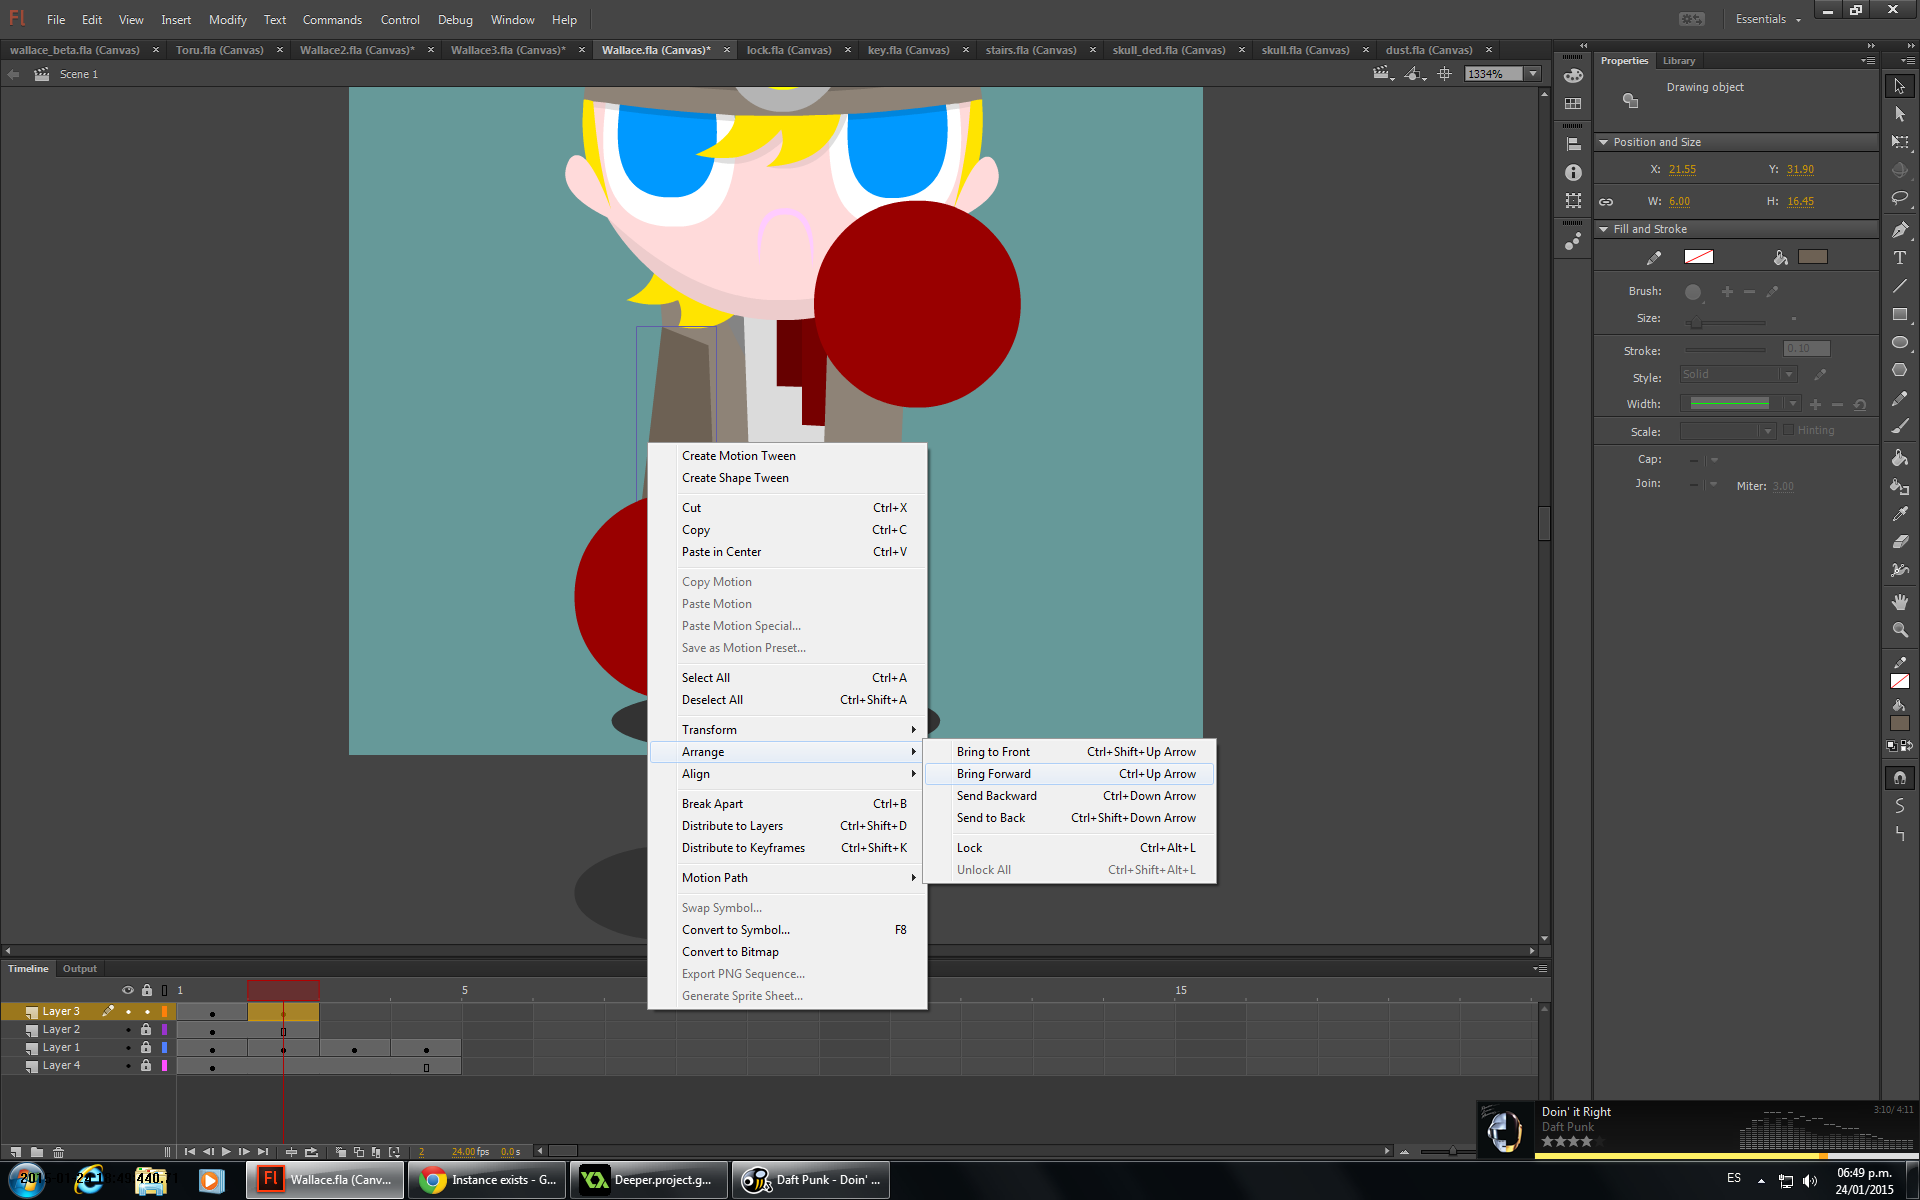 Fl File Edit View Insert Modify Text Commands Control Debug Window Help Essentials
wallace_beta.fla (Canvas) × Toru.fla (Canvas) × Wallace2.fla (Canvas)* × Wallace3.fla (Canvas)* × Wallace.fla (Canvas)* × lock.fla (Canvas) × key.fla (Canvas) × stairs.fla (Canvas) × skull_ded.fla (Canvas) × skull.fla (Canvas) × dust.fla (Canvas) ×
Scene 1 1334%
Properties Library
Drawing object
Position and Size
X: 21.55 Y: 31.90
W: 6.00 H: 16.45
Fill and Stroke
Brush:
Size:
Stroke: 0.10
Style: Solid
Width:
Scale: Hinting
Cap:
Join: Miter: 3.00
Create Motion Tween
Create Shape Tween
Cut Ctrl+X
Copy Ctrl+C
Paste in Center Ctrl+V
Copy Motion
Paste Motion
Paste Motion Special...
Save as Motion Preset...
Select All Ctrl+A
Deselect All Ctrl+Shift+A
Transform
Arrange
Align
Break Apart Ctrl+B
Distribute to Layers Ctrl+Shift+D
Distribute to Keyframes Ctrl+Shift+K
Motion Path
Swap Symbol...
Convert to Symbol... F8
Convert to Bitmap
Export PNG Sequence...
Generate Sprite Sheet...
Bring to Front Ctrl+Shift+Up Arrow
Bring Forward Ctrl+Up Arrow
Send Backward Ctrl+Down Arrow
Send to Back Ctrl+Shift+Down Arrow
Lock Ctrl+Alt+L
Unlock All Ctrl+Shift+Alt+L
Timeline Output
1 5 15
Layer 3
Layer 2
Layer 1
Layer 4
2 24.00 fps 0.0 s
Doin' it Right 3:10/ 4:11
Daft Punk
Fl Wallace.fla (Canv... Instance exists - G... Deeper.project.g... Daft Punk - Doin' ... ES 06:49 p.m.
24/01/2015